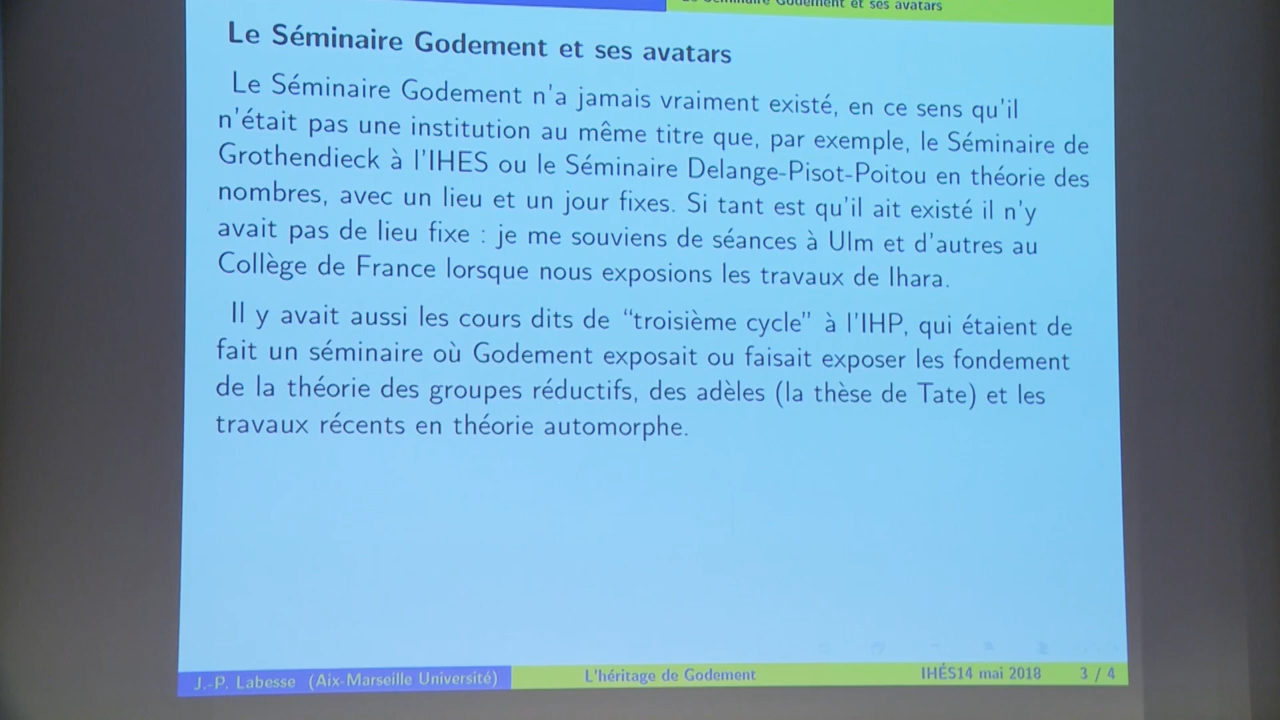 Le Séminaire Godement et ses avatars
Le Séminaire Godement et ses avatars
Le Séminaire Godement n'a jamais vraiment existé, en ce sens qu'il
n'était pas une institution au même titre que, par exemple, le Séminaire de
Grothendieck à l'IHES ou le Séminaire Delange-Pisot-Poitou en théorie des
nombres, avec un lieu et un jour fixes. Si tant est qu'il ait existé il n'y
avait pas de lieu fixe : je me souviens de séances à Ulm et d'autres au
Collège de France lorsque nous exposions les travaux de Ihara.
Il y avait aussi les cours dits de “troisième cycle” à l'IHP, qui étaient de
fait un séminaire où Godement exposait ou faisait exposer les fondement
de la théorie des groupes réductifs, des adèles (la thèse de Tate) et les
travaux récents en théorie automorphe.
J.-P. Labesse (Aix-Marseille Université) L'héritage de Godement IHÉS14 mai 2018 3 / 4